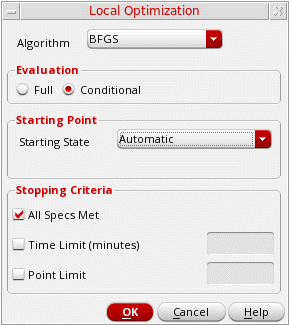 Local Optimization
Algorithm BFGS
Evaluation
Full Conditional
Starting Point
Starting State Automatic
Stopping Criteria
All Specs Met
Time Limit (minutes)
Point Limit
OK Cancel Help